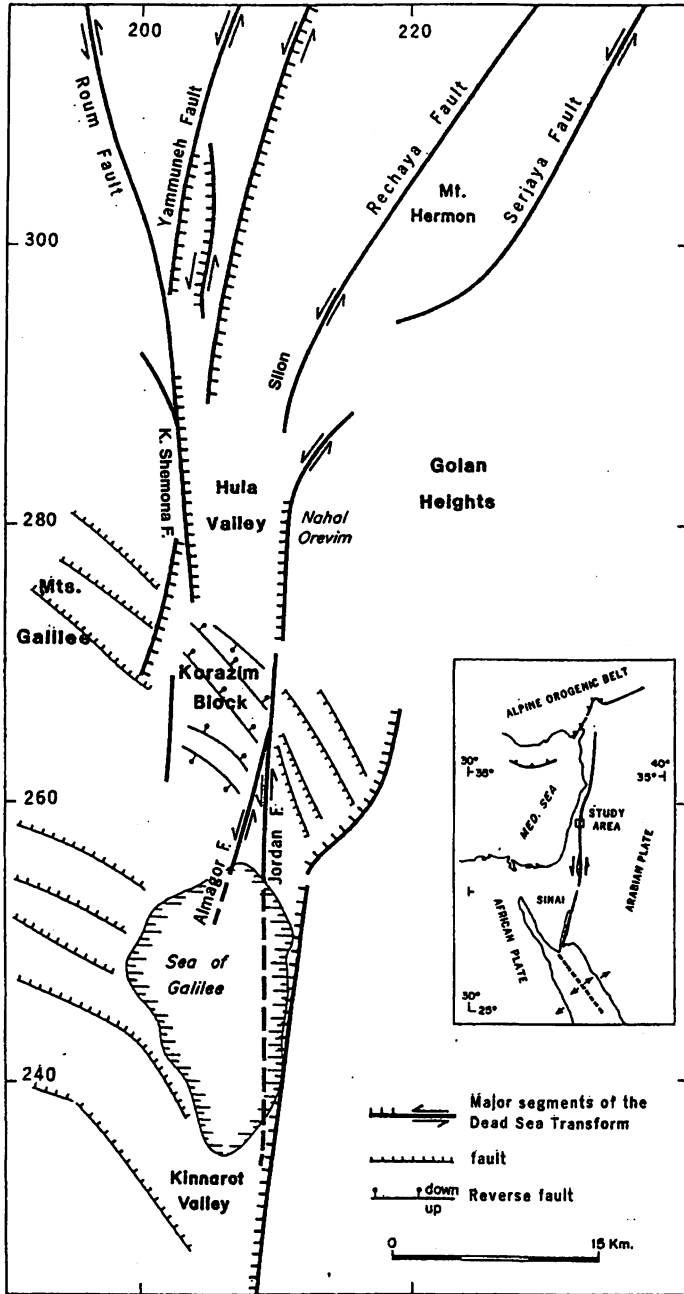 200
220
Roum Fault
Yammuneh Fault
Rechaya Fault
Serjaya Fault
Mt.
Hermon
300
Sion
K. Shemona F.
Hula
Valley
Nahal
Orevim
Golan
Heights
280
Mts.
Galilee
Korazim
Block
260
Almagor F.
Jordan F.
Sea of
Galilee
240
Kinnarot
Valley
ALPINE OROGENIC BELT
30°
35°
40°
35°
MED. SEA
STUDY
AREA
SINAI
ARABIAN PLATE
AFRICAN
PLATE
30°
25°
Major segments of the
Dead Sea Transform
fault
down
up
Reverse fault
0
15 Km.